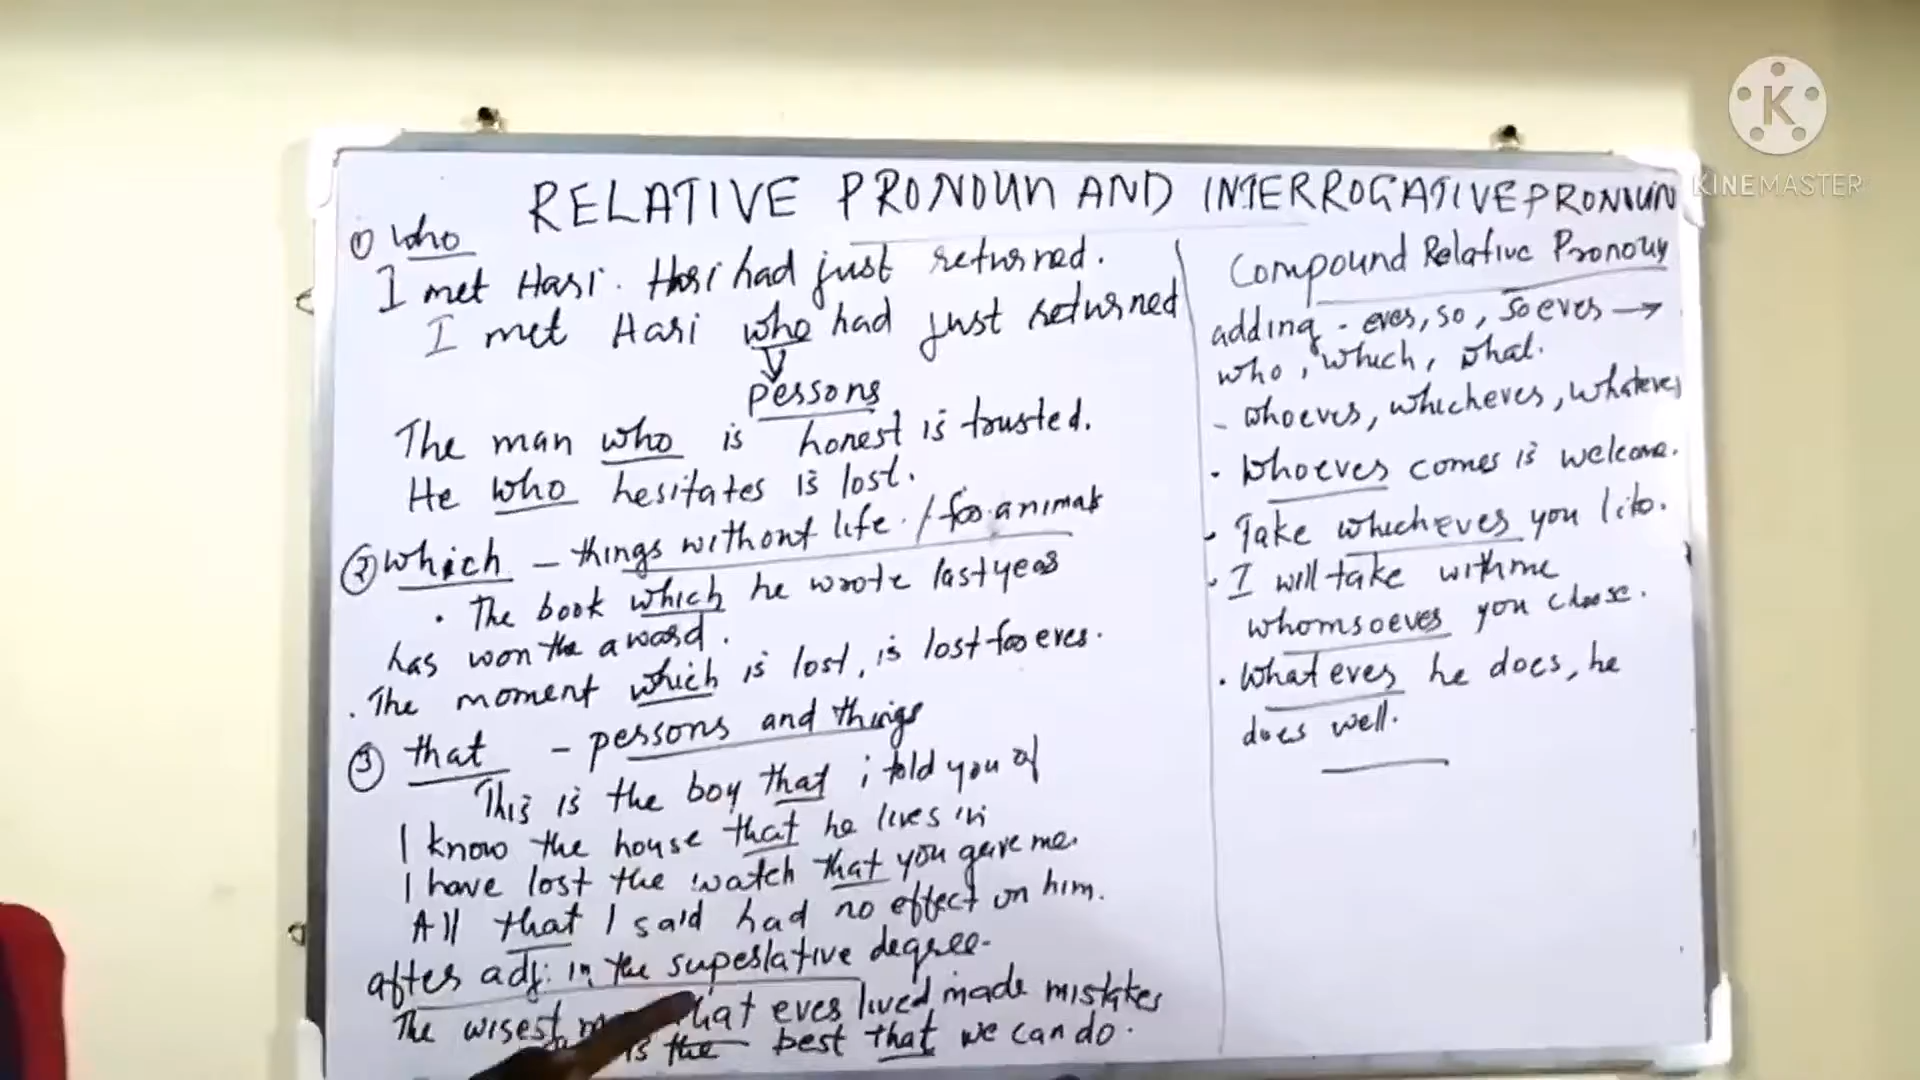 RELATIVE PRONOUN AND INTERROGATIVE PRONOUN
① who
I met Hari. Hari had just returned.
I met Hari who had just returned
persons
The man who is honest is trusted.
He who hesitates is lost.
② which - things without life. / for animals
• The book which he wrote last year
has won the award.
• The moment which is lost, is lost for ever.
③ that - persons and things
This is the boy that i told you of
I know the house that he lives in
I have lost the watch that you gave me.
All that I said had no effect on him.
after adj: in the superlative degree-
The wisest that ever lived made mistakes
is the best that we can do.
Compound Relative Pronoun
adding - ever, so, soever →
who, which, what.
- whoever, whichever, whatever
• Whoever comes is welcome.
• Take whichever you like.
• I will take with me
whomsoever you choose.
• Whatever he does, he
does well.
K
KINEMASTER